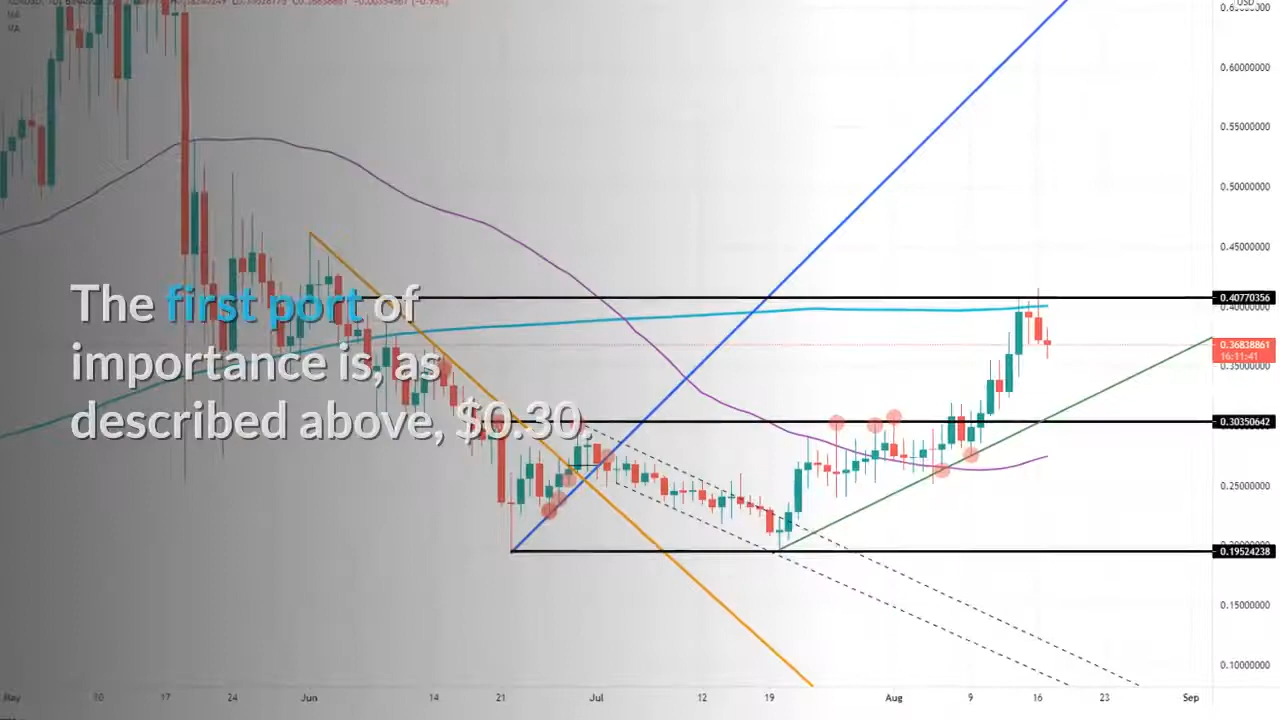 USD
0.60000000
0.55000000
0.50000000
0.45000000
0.40770356
0.36838861
16:11:41
0.35000000
The first port of
importance is, as
described above, $0.30.
0.30350642
0.25000000
0.19524238
0.15000000
0.10000000
May 10 17 24 Jun 14 21 Jul 12 19 Aug 9 16 23 Sep